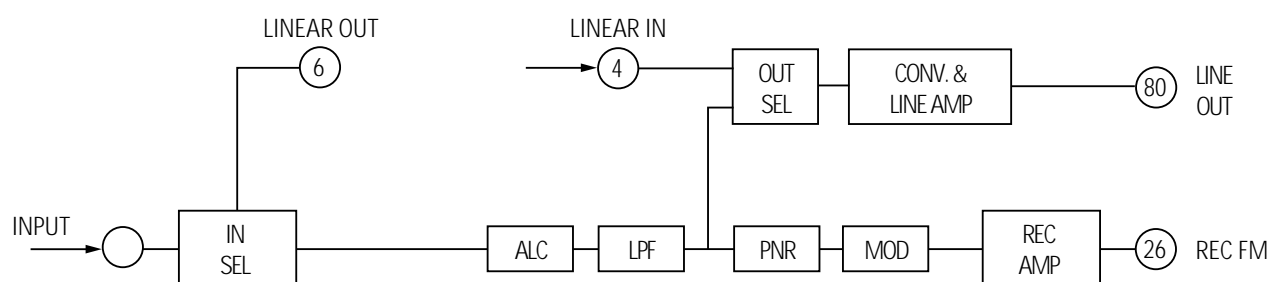 LINEAR OUT
6
LINEAR IN
4
OUT
SEL
CONV. &
LINE AMP
80
LINE
OUT
INPUT
IN
SEL
ALC
LPF
PNR
MOD
REC
AMP
26
REC FM